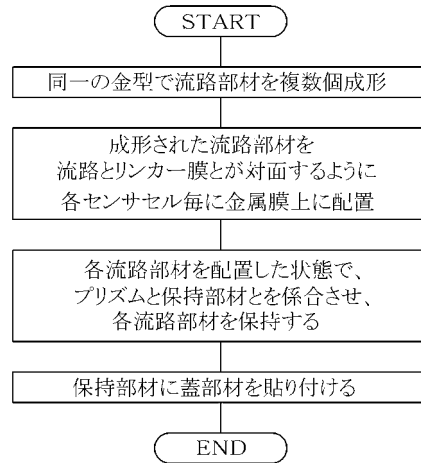 START
同一の金型で流路部材を複数個成形
成形された流路部材を
流路とリンカー膜とが対面するように
各センサセル毎に金属膜上に配置
各流路部材を配置した状態で、
プリズムと保持部材とを係合させ、
各流路部材を保持する
保持部材に蓋部材を貼り付ける
END